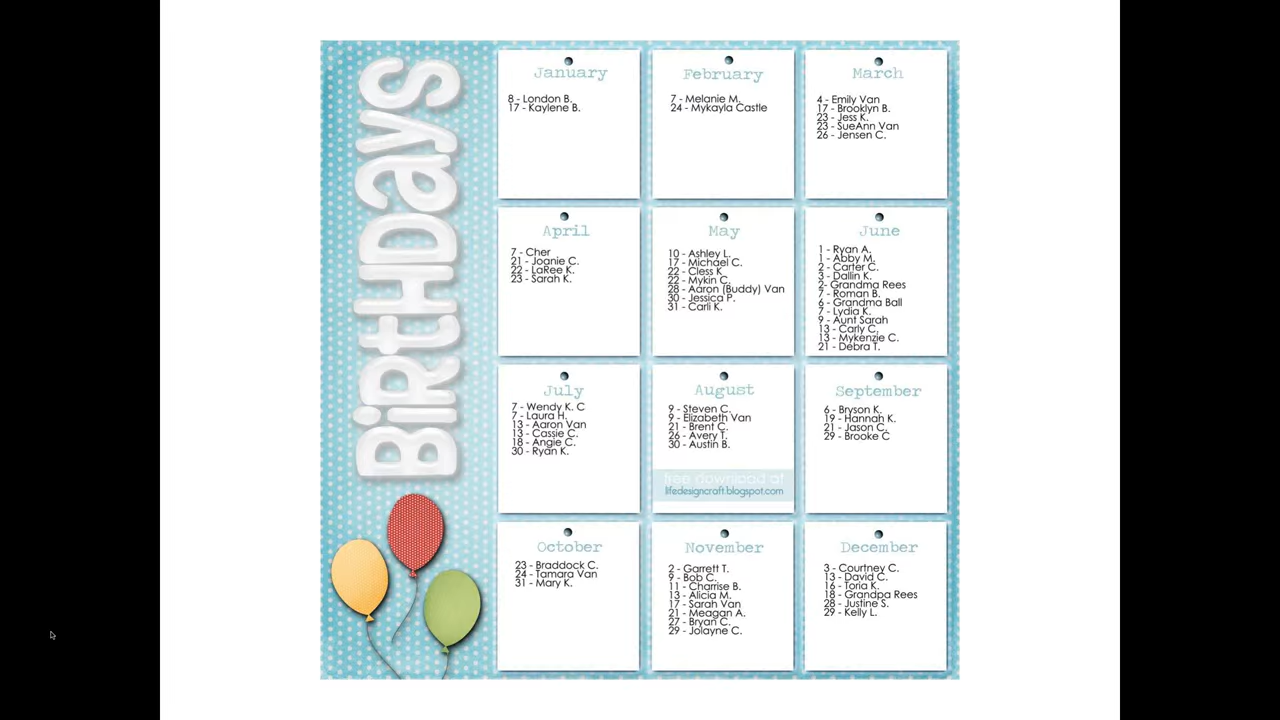 BiRtHDays
January
8 - London B.
17 - Kaylene B.
February
7 - Melanie M.
24 - Mykayla Castle
March
4 - Emily Van
17 - Brooklyn B.
23 - Jess K.
23 - SueAnn Van
26 - Jensen C.
April
7 - Cher
21 - Joanie C.
22 - LaRee K.
23 - Sarah K.
May
10 - Ashley L.
17 - Michael C.
22 - Cless K
22 - Mykin C.
28 - Aaron (Buddy) Van
30 - Jessica P.
31 - Carli K.
June
1 - Ryan A.
1 - Abby M.
2 - Carter C.
3 - Dallin K.
2- Grandma Rees
7 - Roman B.
6 - Grandma Ball
7 - Lydia K.
9 - Aunt Sarah
13 - Carly C.
13 - Mykenzie C.
21 - Debra T.
July
7 - Wendy K. C
7 - Laura H.
13 - Aaron Van
13 - Cassie C.
18 - Angie C.
30 - Ryan K.
August
9 - Steven C.
9 - Elizabeth Van
21 - Brent C.
26 - Avery T.
30 - Austin B.
free download at
lifedesigncraft.blogspot.com
September
6 - Bryson K.
19 - Hannah K.
21 - Jason C.
29 - Brooke C
October
23 - Braddock C.
24 - Tamara Van
31 - Mary K.
November
2 - Garrett T.
9 - Bob C.
11 - Charrise B.
13 - Alicia M.
17 - Sarah Van
21 - Meagan A.
27 - Bryan C.
29 - Jolayne C.
December
3 - Courtney C.
13 - David C.
16 - Toria K.
18 - Grandpa Rees
28 - Justine S.
29 - Kelly L.